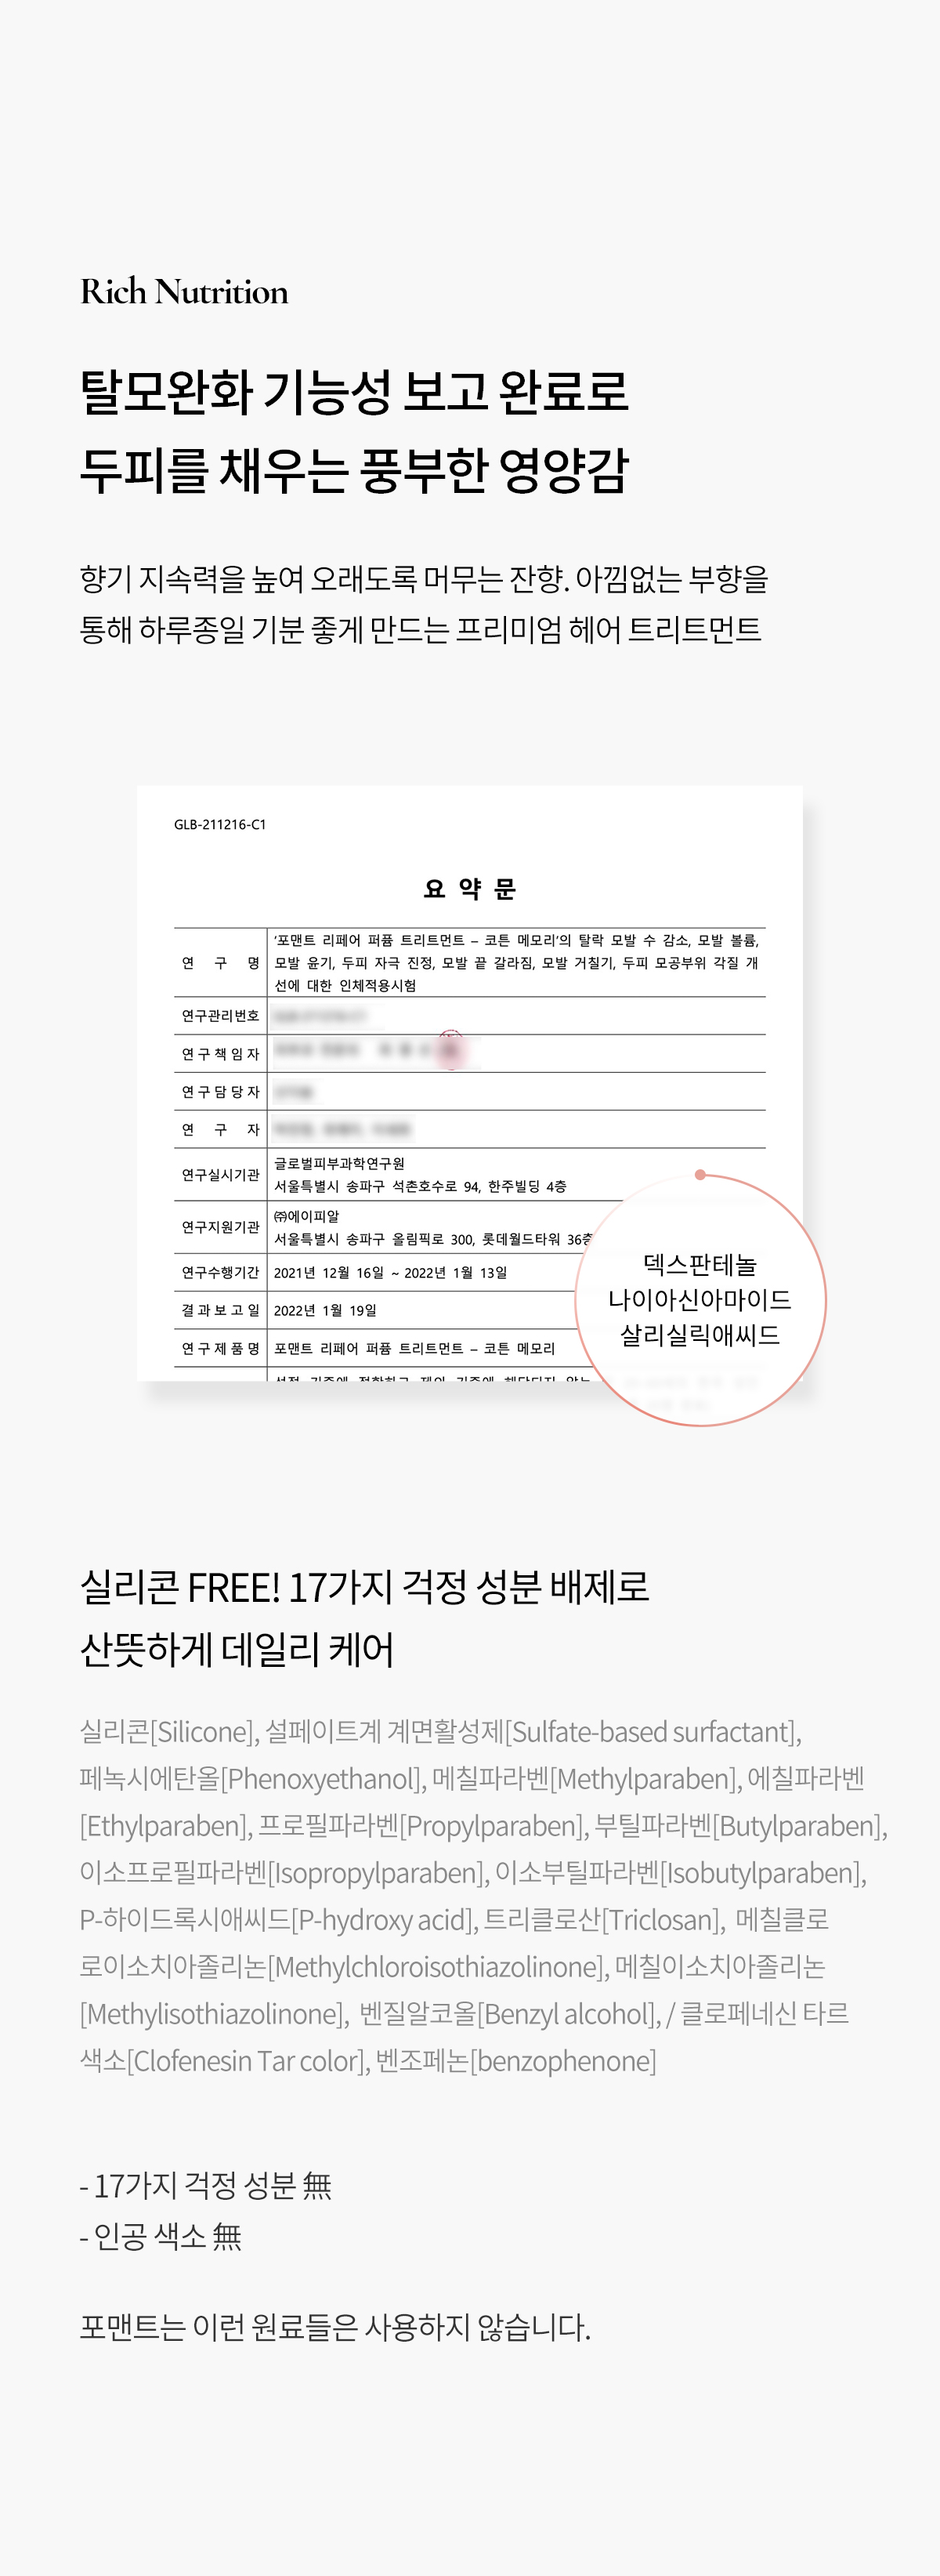 Rich Nutrition
탈모완화 기능성 보고 완료로
두피를 채우는 풍부한 영양감
향기 지속력을 높여 오래도록 머무는 잔향. 아낌없는 부향을
통해 하루종일 기분 좋게 만드는 프리미엄 헤어 트리트먼트
GLB-211216-C1
요 약 문
연 구 명
'포맨트 리페어 퍼퓸 트리트먼트 – 코튼 메모리'의 탈락 모발 수 감소, 모발 볼륨,
모발 윤기, 두피 자극 진정, 모발 끝 갈라짐, 모발 거칠기, 두피 모공부위 각질 개
선에 대한 인체적용시험
연구관리번호
연구책임자
연구담당자
연 구 자
연구실시기관
글로벌피부과학연구원
서울특별시 송파구 석촌호수로 94, 한주빌딩 4층
연구지원기관
㈜에이피알
서울특별시 송파구 올림픽로 300, 롯데월드타워 36층
연구수행기간 2021년 12월 16일 ~ 2022년 1월 13일
결과보고일 2022년 1월 19일
연구제품명 포맨트 리페어 퍼퓸 트리트먼트 – 코튼 메모리
덱스판테놀
나이아신아마이드
살리실릭애씨드
실리콘 FREE! 17가지 걱정 성분 배제로
산뜻하게 데일리 케어
실리콘[Silicone], 설페이트계 계면활성제[Sulfate-based surfactant],
페녹시에탄올[Phenoxyethanol], 메칠파라벤[Methylparaben], 에칠파라벤
[Ethylparaben], 프로필파라벤[Propylparaben], 부틸파라벤[Butylparaben],
이소프로필파라벤[Isopropylparaben], 이소부틸파라벤[Isobutylparaben],
P-하이드록시애씨드[P-hydroxy acid], 트리클로산[Triclosan], 메칠클로
로이소치아졸리논[Methylchloroisothiazolinone], 메칠이소치아졸리논
[Methylisothiazolinone], 벤질알코올[Benzyl alcohol], / 클로페네신 타르
색소[Clofenesin Tar color], 벤조페논[benzophenone]
- 17가지 걱정 성분 無
- 인공 색소 無
포맨트는 이런 원료들은 사용하지 않습니다.